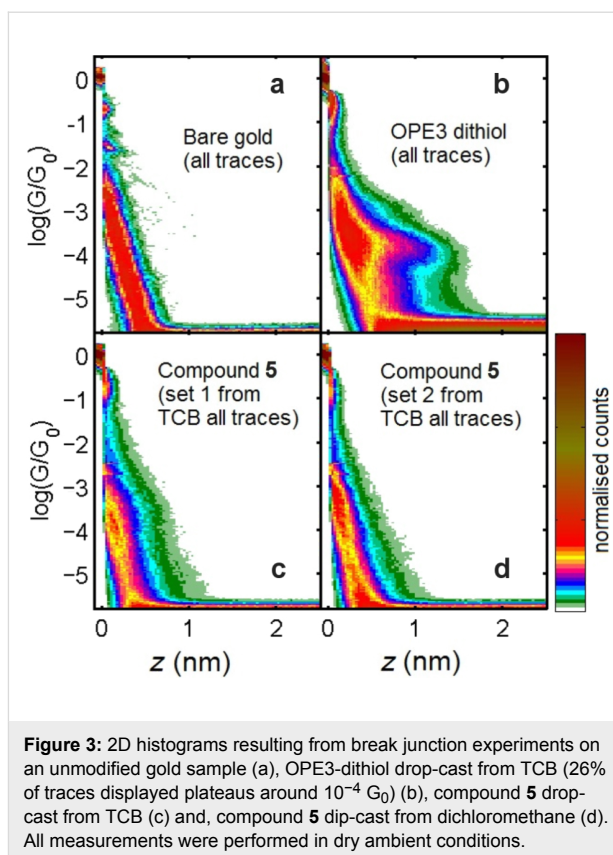 a
Bare gold
(all traces)
b
OPE3 dithiol
(all traces)
0
-1
-2
-3
-4
-5
log(G/G0)
c
Compound 5
(set 1 from
TCB all traces)
d
Compound 5
(set 2 from
TCB all traces)
0
-1
-2
-3
-4
-5
log(G/G0)
normalised counts
0 1 2 0 1 2
z (nm) z (nm)
Figure 3: 2D histograms resulting from break junction experiments on
an unmodified gold sample (a), OPE3-dithiol drop-cast from TCB (26%
of traces displayed plateaus around 10⁻⁴ G₀) (b), compound 5 drop-
cast from TCB (c) and, compound 5 dip-cast from dichloromethane (d).
All measurements were performed in dry ambient conditions.